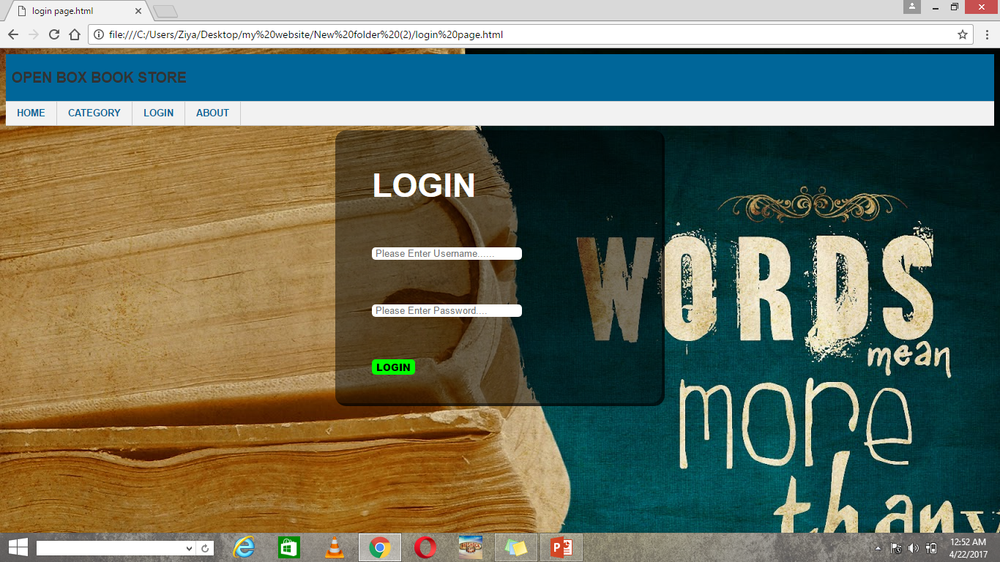 login page.html
file:///C:/Users/Ziya/Desktop/my%20website/New%20folder%20(2)/login%20page.html
OPEN BOX BOOK STORE
HOME CATEGORY LOGIN ABOUT
LOGIN
Please Enter Username......
Please Enter Password....
LOGIN
WORDS
mean
more
than
12:52 AM
4/22/2017